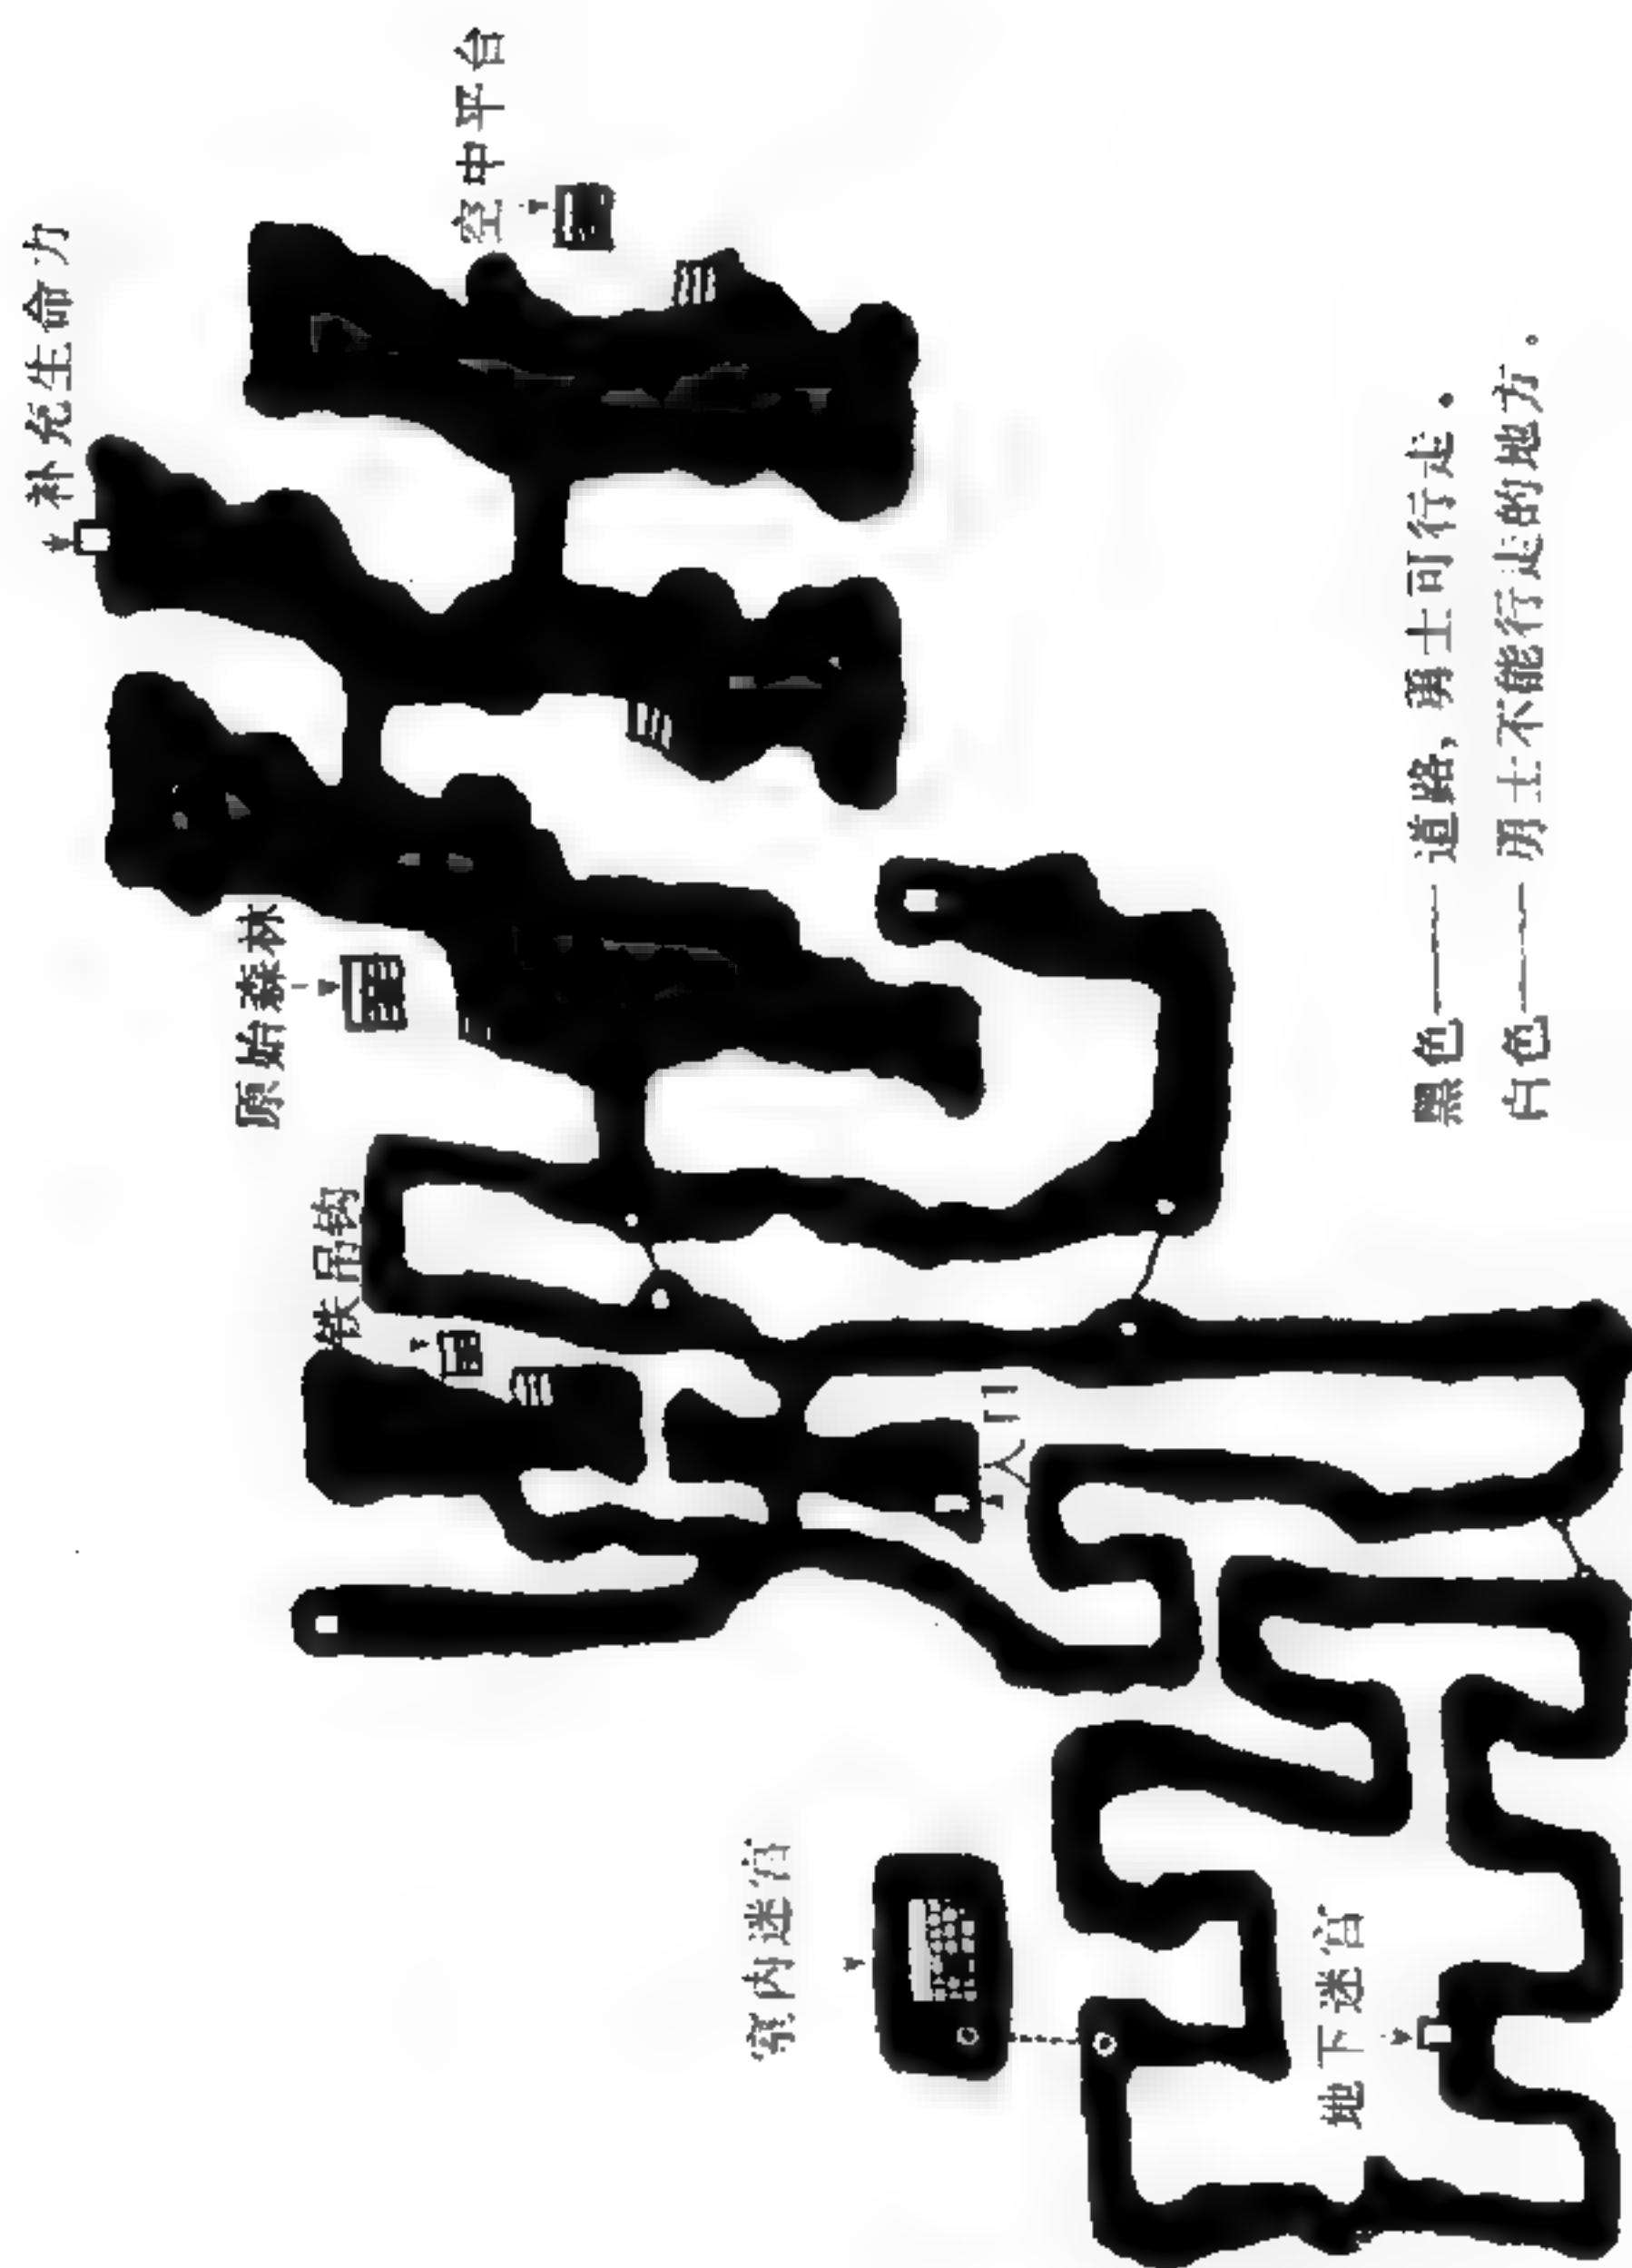 补充生命力
空中平台
原始森林
铁吊钩
入口
室内迷宫
地下迷宫
黑色——道路，勇士可行走。
白色——勇士不能行走的地方。